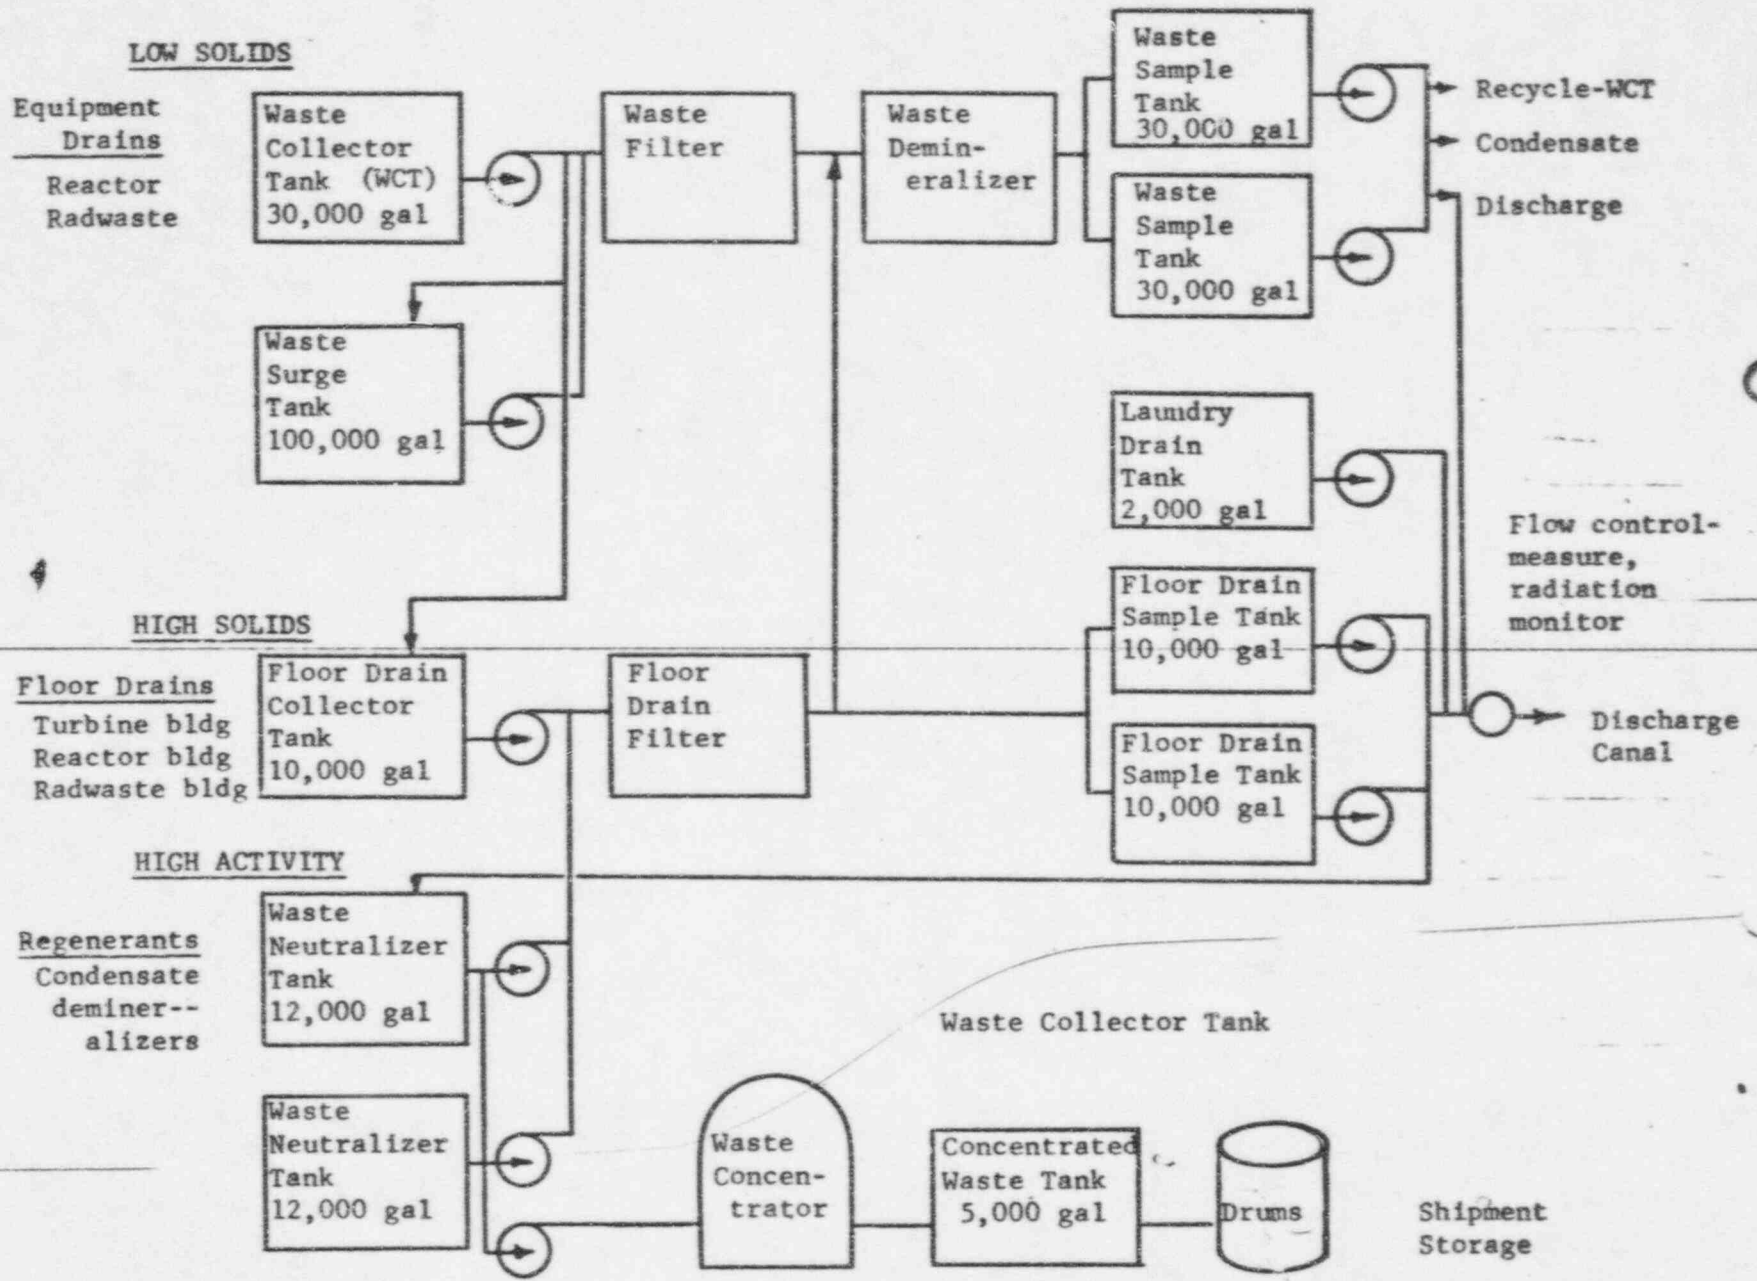 LOW SOLIDS
Equipment
Drains
Reactor
Radwaste
Waste
Collector
Tank (WCT)
30,000 gal
Waste
Filter
Waste
Demin-
eralizer
Waste
Sample
Tank
30,000 gal
Waste
Sample
Tank
30,000 gal
Recycle-WCT
Condensate
Discharge
Waste
Surge
Tank
100,000 gal
Laundry
Drain
Tank
2,000 gal
Flow control-
measure,
radiation
monitor
HIGH SOLIDS
Floor Drains
Turbine bldg
Reactor bldg
Radwaste bldg
Floor Drain
Collector
Tank
10,000 gal
Floor
Drain
Filter
Floor Drain
Sample Tank
10,000 gal
Floor Drain
Sample Tank
10,000 gal
Discharge
Canal
HIGH ACTIVITY
Regenerants
Condensate
deminer--
alizers
Waste
Neutralizer
Tank
12,000 gal
Waste
Neutralizer
Tank
12,000 gal
Waste Collector Tank
Waste
Concen-
trator
Concentrated
Waste Tank
5,000 gal
Drums
Shipment
Storage